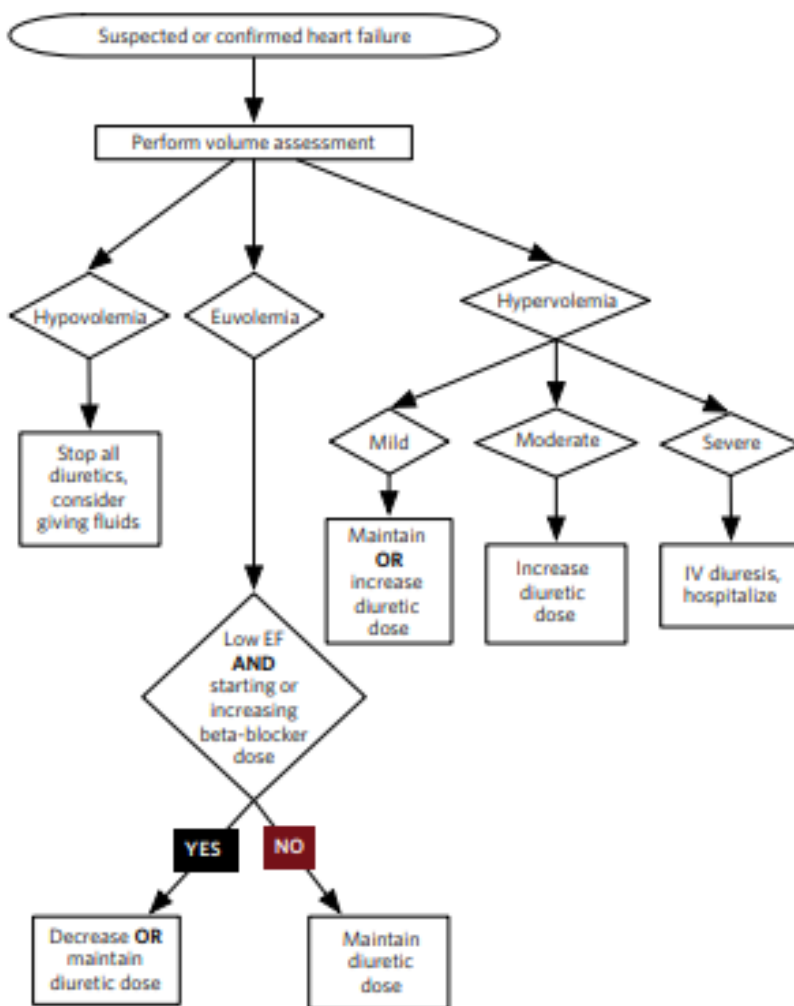 Suspected or confirmed heart failure
Perform volume assessment
Hypovolemia
Euvolemia
Hypervolemia
Mild
Moderate
Severe
Stop all
diuretics,
consider
giving fluids
Maintain
OR
increase
diuretic
dose
Increase
diuretic
dose
IV diuresis,
hospitalize
Low EF
AND
starting or
increasing
beta-blocker
dose
YES
NO
Decrease OR
maintain
diuretic dose
Maintain
diuretic
dose